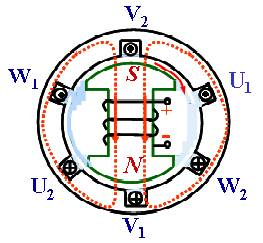 V₂
W₁
S
U₁
+
−
N
U₂
W₂
V₁